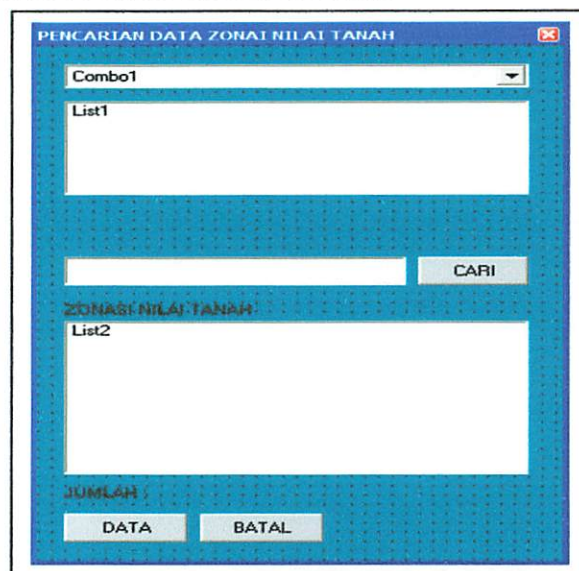 PENCARIAN DATA ZONAI NILAI TANAH
Combo1
List1
CARI
ZONASI NILAI TANAH
List2
JUMLAH :
DATA BATAL